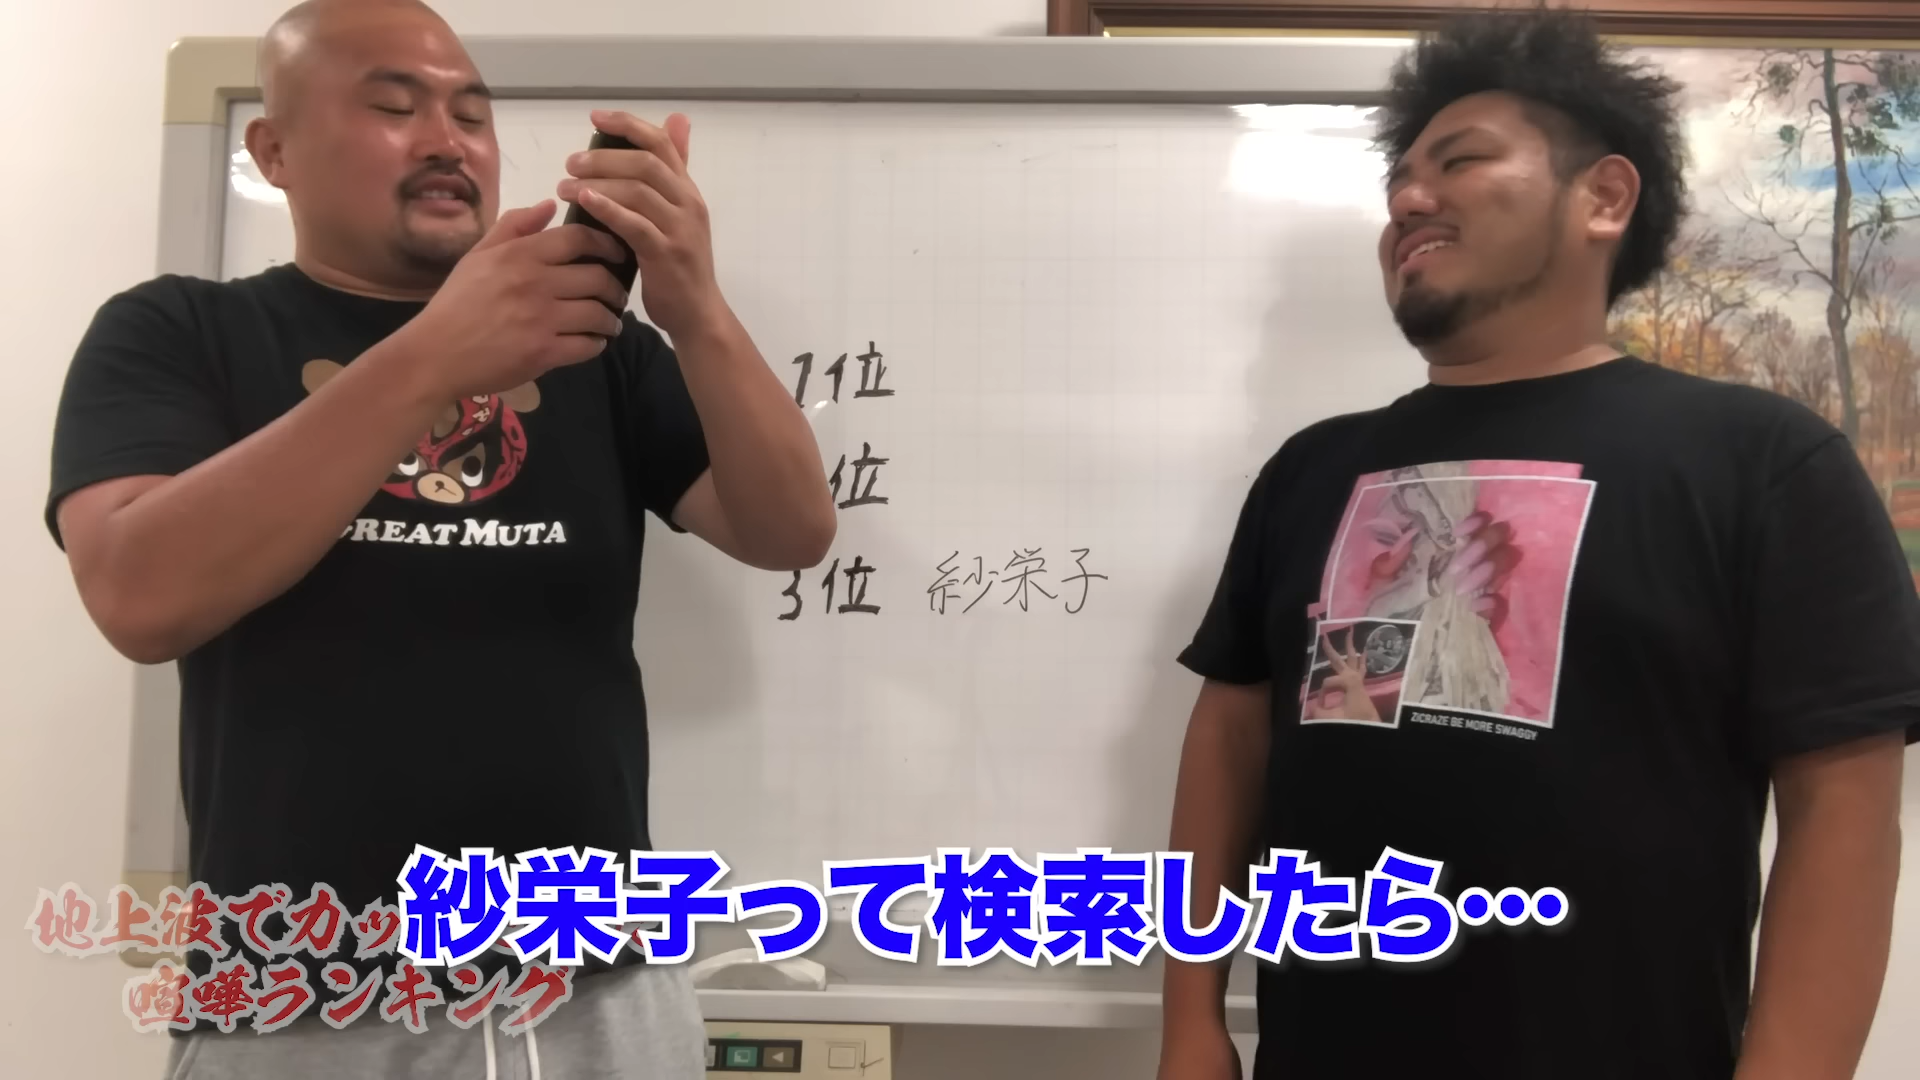 1位
位
3位 紗栄子
GREAT MUTA
ZICRAZE BE MORE SWAGGY
紗栄子って検索したら…
地上波でカッ
喧嘩ランキング